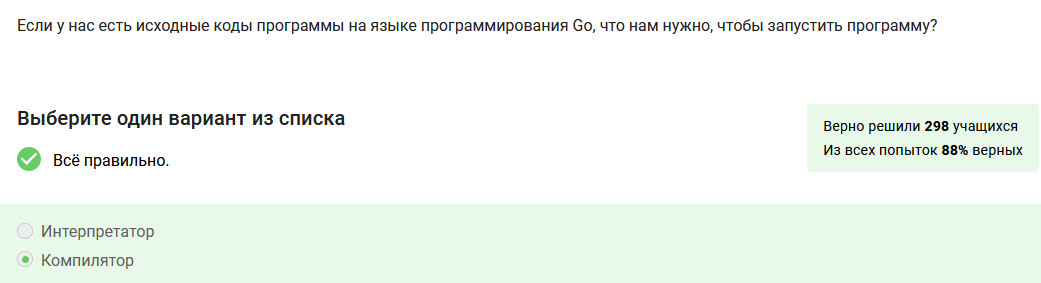 Если у нас есть исходные коды программы на языке программирования Go, что нам нужно, чтобы запустить программу?
Выберите один вариант из списка
Всё правильно.
Верно решили 298 учащихся
Из всех попыток 88% верных
Интерпретатор
Компилятор